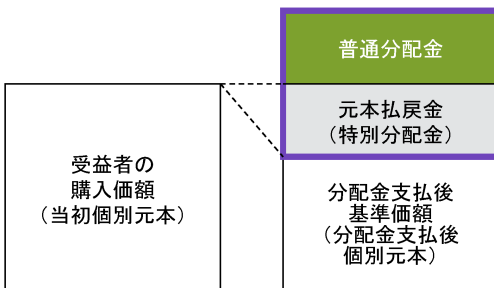 普通分配金
元本払戻金
（特別分配金）
受益者の
購入価額
（当初個別元本）
分配金支払後
基準価額
（分配金支払後
個別元本）